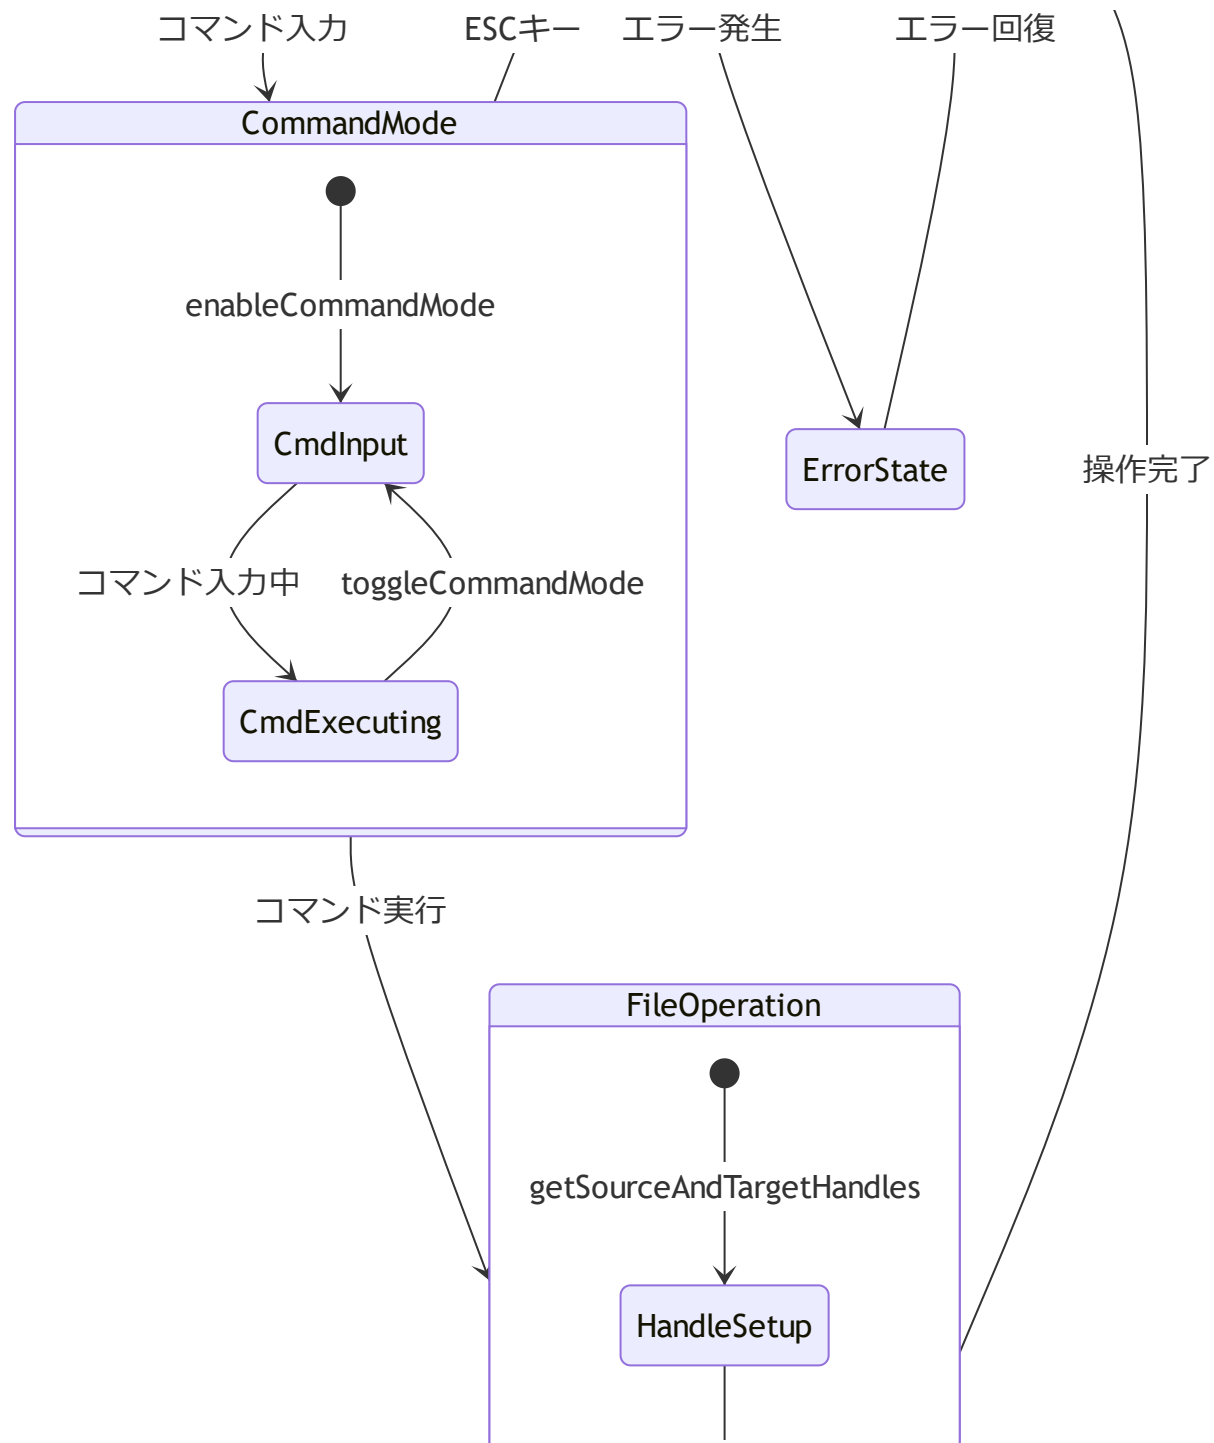 コマンド入力
ESCキー
エラー発生
エラー回復
CommandMode
enableCommandMode
CmdInput
ErrorState
操作完了
コマンド入力中
toggleCommandMode
CmdExecuting
コマンド実行
FileOperation
getSourceAndTargetHandles
HandleSetup